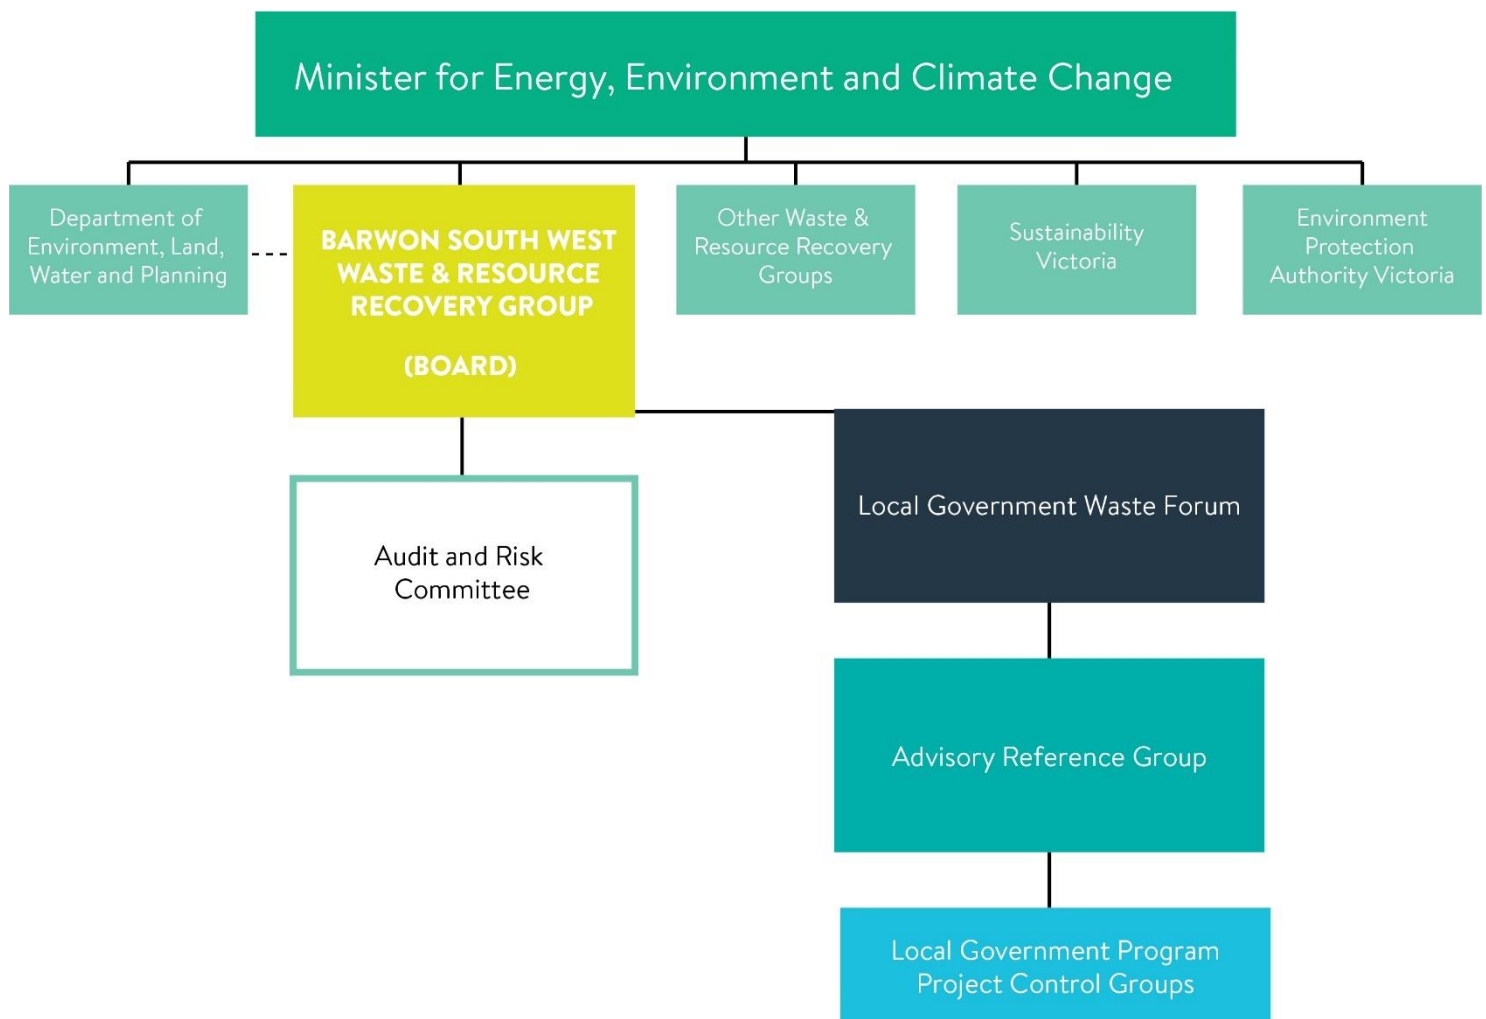 Minister for Energy, Environment and Climate Change
Department of
Environment, Land,
Water and Planning
BARWON SOUTH WEST
WASTE & RESOURCE
RECOVERY GROUP
(BOARD)
Other Waste &
Resource Recovery
Groups
Sustainability
Victoria
Environment
Protection
Authority Victoria
Audit and Risk
Committee
Local Government Waste Forum
Advisory Reference Group
Local Government Program
Project Control Groups